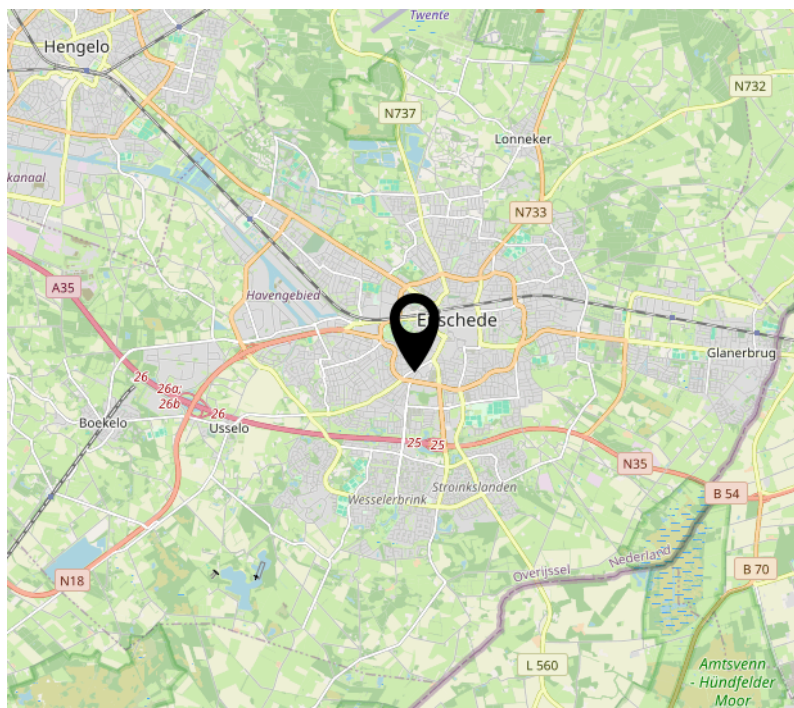 Twente
Hengelo
N732
N737
Lonneker
kanaal
N733
A35
Havengebied
Enschede
Glanerbrug
26
26a;
26b
26
Boekelo
Usselo
25
25
N35
Stroinkslanden
Wesselerbrink
B 54
Nederland
Overijssel
N18
B 70
L 560
Amtsvenn
- Hündfelder
Moor